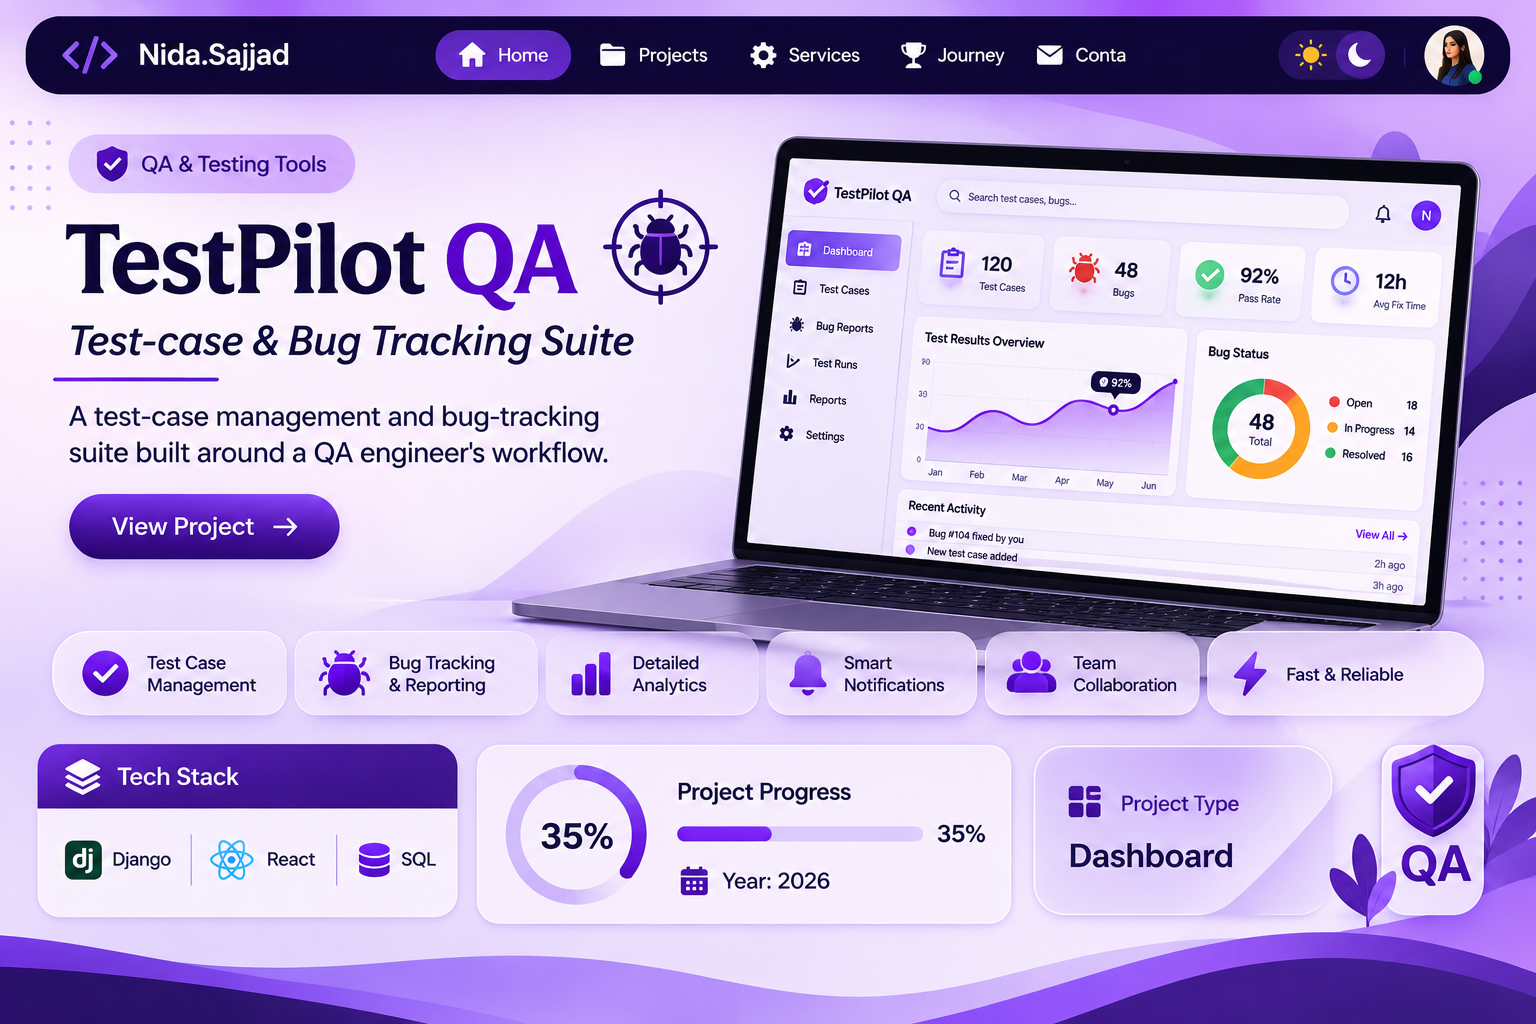 Nida.Sajjad
Home
Projects
Services
Journey
Conta
QA & Testing Tools
TestPilot QA
Test-case & Bug Tracking Suite
A test-case management and bug-tracking
suite built around a QA engineer's workflow.
View Project
TestPilot QA
Search test cases, bugs...
N
Dashboard
Test Cases
Bug Reports
Test Runs
Reports
Settings
120
Test Cases
48
Bugs
92%
Pass Rate
12h
Avg Fix Time
Test Results Overview
90
30
30
0
92%
Jan
Feb
Mar
Apr
May
Jun
Bug Status
48
Total
Open 18
In Progress 14
Resolved 16
Recent Activity
View All
Bug #104 fixed by you
2h ago
New test case added
3h ago
Test Case
Management
Bug Tracking
& Reporting
Detailed
Analytics
Smart
Notifications
Team
Collaboration
Fast & Reliable
Tech Stack
dj
Django
React
SQL
35%
Project Progress
35%
Year: 2026
Project Type
Dashboard
QA